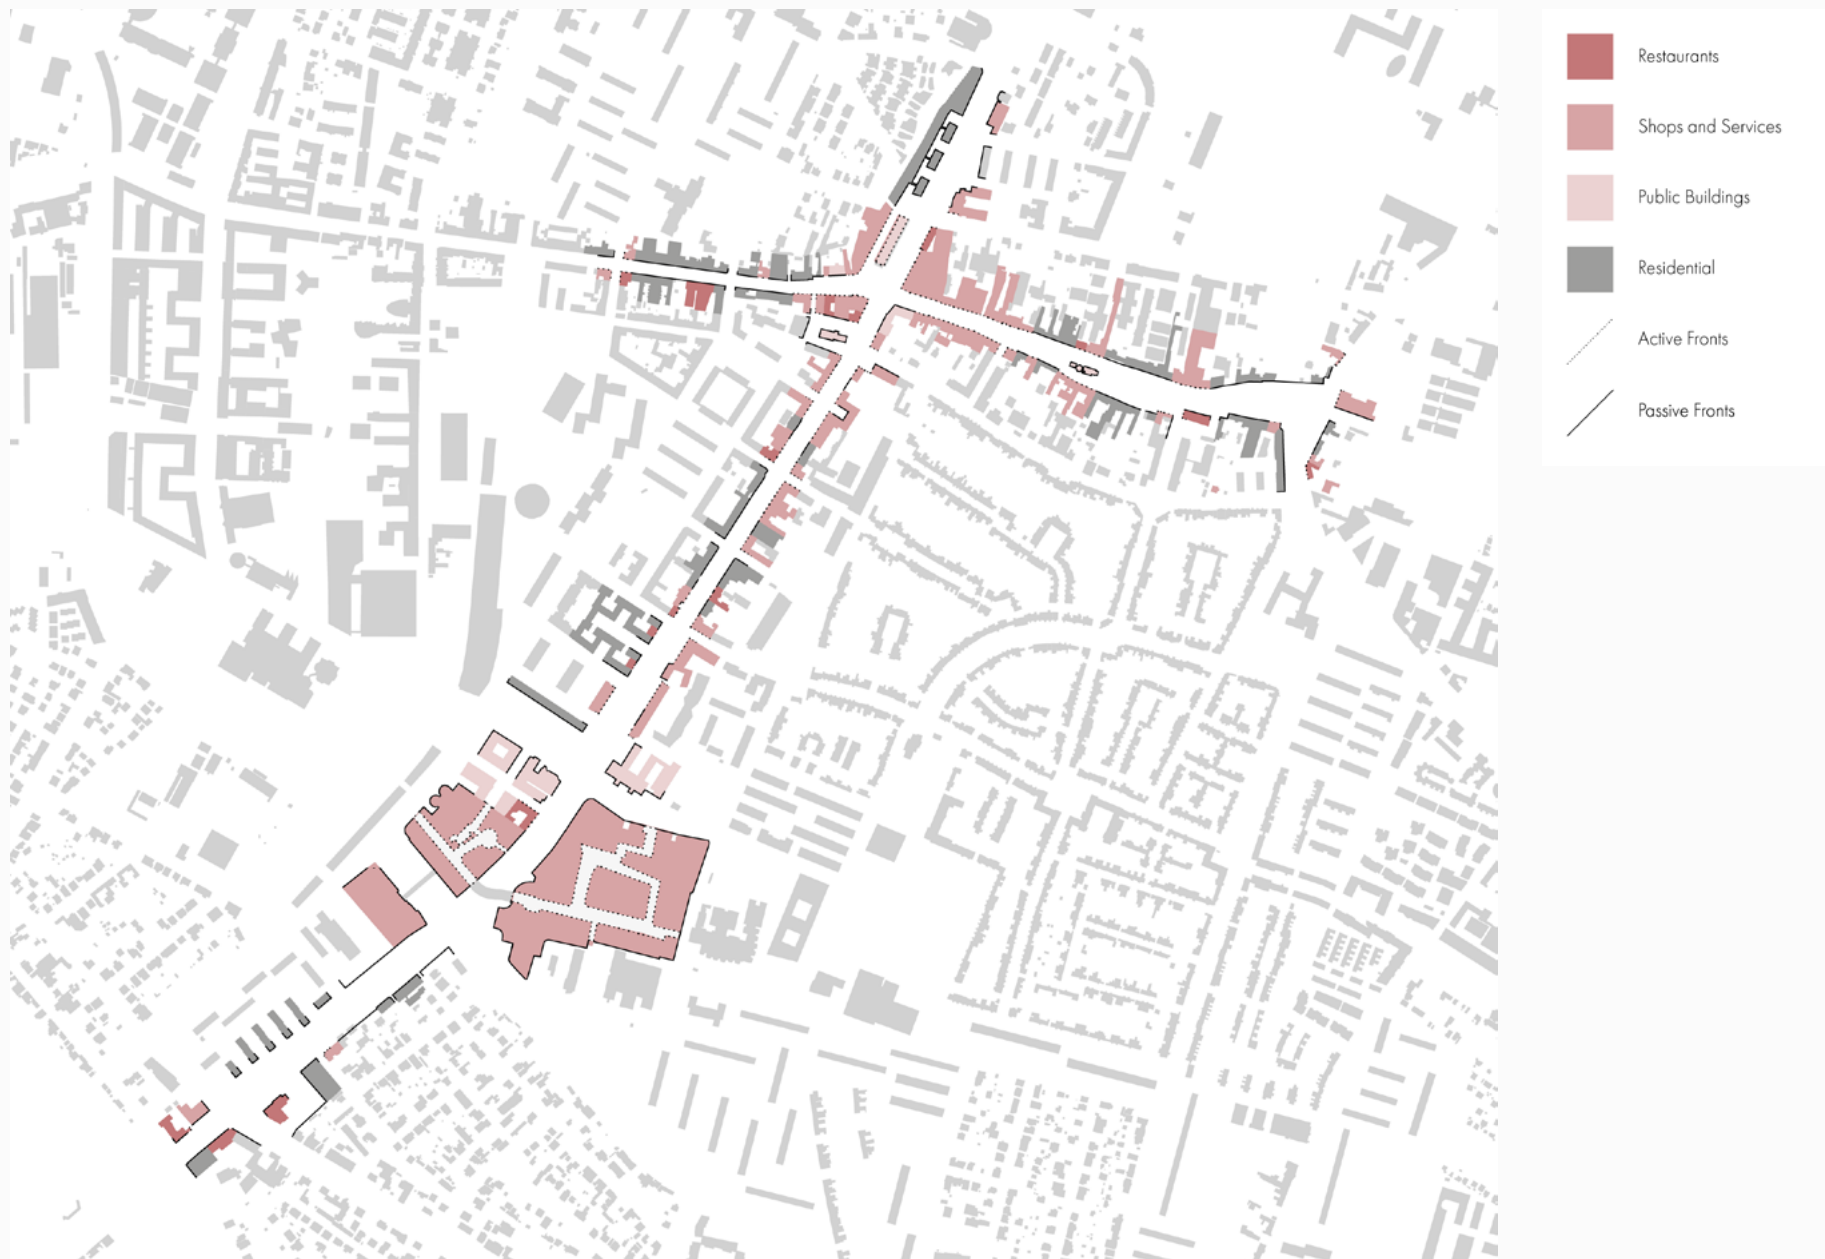 Restaurants
Shops and Services
Public Buildings
Residential
Active Fronts
Passive Fronts